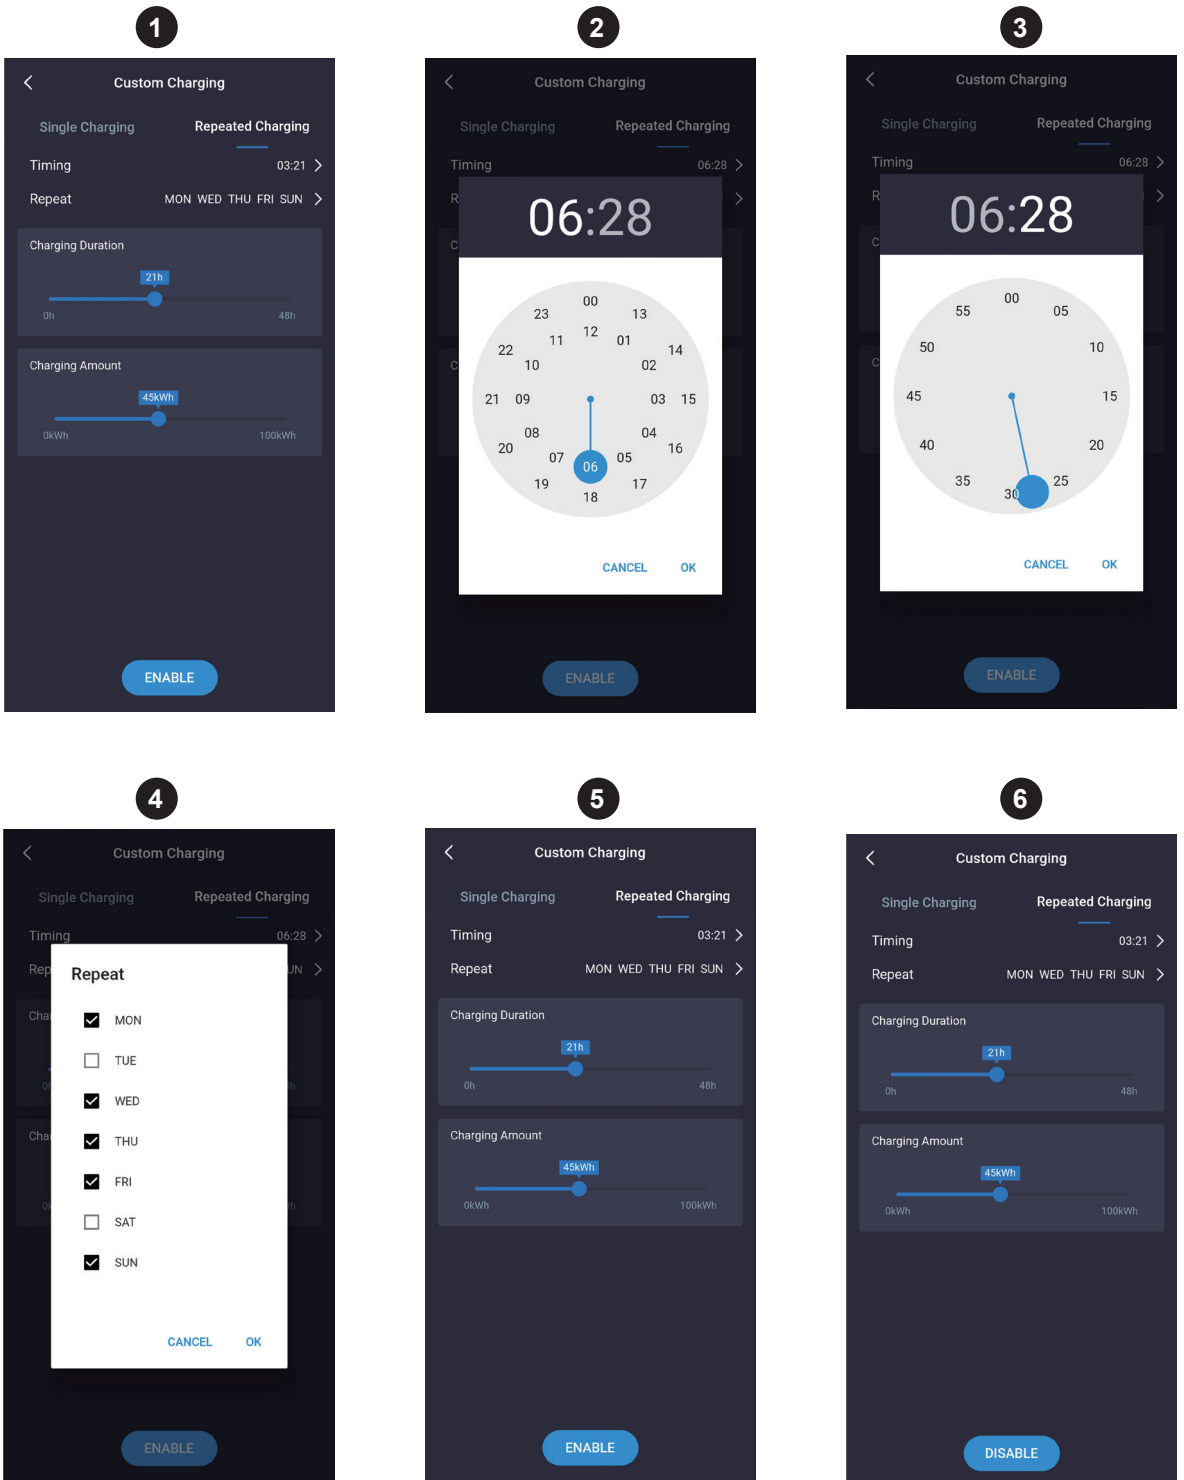 1
Custom Charging
Single Charging Repeated Charging
Timing 03:21
Repeat MON WED THU FRI SUN
Charging Duration
21h
0h 48h
Charging Amount
45kWh
0kWh 100kWh
ENABLE
2
Custom Charging
Single Charging Repeated Charging
Timing 06:28
R
06:28
C
00
23 13
12
11 01
22 14
10 02
C
21 09 03 15
08 04
20 16
07 06 05
19 17
18
CANCEL OK
ENABLE
3
Custom Charging
Single Charging Repeated Charging
Timing 06:28
R
06:28
C
00
55 05
50 10
C
45 15
40 20
35 25
30
CANCEL OK
ENABLE
4
Custom Charging
Single Charging Repeated Charging
Timing 06:28
Rep UN
Repeat
Cha
MON
TUE
0h h
WED
Cha
THU
FRI
SAT
SUN
CANCEL OK
ENABLE
5
Custom Charging
Single Charging Repeated Charging
Timing 03:21
Repeat MON WED THU FRI SUN
Charging Duration
21h
0h 48h
Charging Amount
45kWh
0kWh 100kWh
ENABLE
6
Custom Charging
Single Charging Repeated Charging
Timing 03:21
Repeat MON WED THU FRI SUN
Charging Duration
21h
0h 48h
Charging Amount
45kWh
0kWh 100kWh
DISABLE